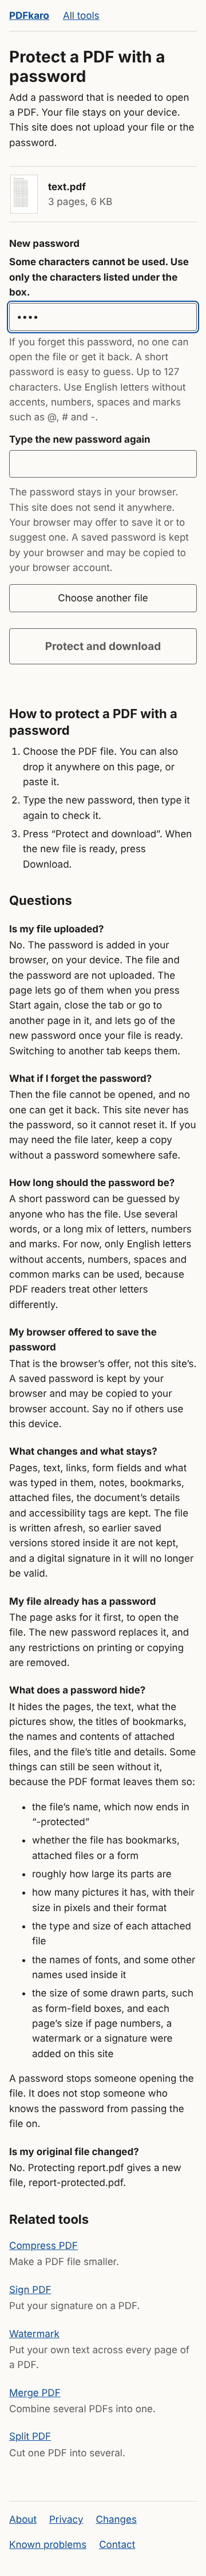 PDFkaro All tools
Protect a PDF with a
password
Add a password that is needed to open
a PDF. Your file stays on your device.
This site does not upload your file or the
password.
text.pdf
3 pages, 6 KB
New password
Some characters cannot be used. Use
only the characters listed under the
box.
••••
If you forget this password, no one can
open the file or get it back. A short
password is easy to guess. Up to 127
characters. Use English letters without
accents, numbers, spaces and marks
such as @, # and -.
Type the new password again
The password stays in your browser.
This site does not send it anywhere.
Your browser may offer to save it or to
suggest one. A saved password is kept
by your browser and may be copied to
your browser account.
Choose another file
Protect and download
How to protect a PDF with a
password
1. Choose the PDF file. You can also
drop it anywhere on this page, or
paste it.
2. Type the new password, then type it
again to check it.
3. Press “Protect and download”. When
the new file is ready, press
Download.
Questions
Is my file uploaded?
No. The password is added in your
browser, on your device. The file and
the password are not uploaded. The
page lets go of them when you press
Start again, close the tab or go to
another page in it, and lets go of the
new password once your file is ready.
Switching to another tab keeps them.
What if I forget the password?
Then the file cannot be opened, and no
one can get it back. This site never has
the password, so it cannot reset it. If you
may need the file later, keep a copy
without a password somewhere safe.
How long should the password be?
A short password can be guessed by
anyone who has the file. Use several
words, or a long mix of letters, numbers
and marks. For now, only English letters
without accents, numbers, spaces and
common marks can be used, because
PDF readers treat other letters
differently.
My browser offered to save the
password
That is the browser’s offer, not this site’s.
A saved password is kept by your
browser and may be copied to your
browser account. Say no if others use
this device.
What changes and what stays?
Pages, text, links, form fields and what
was typed in them, notes, bookmarks,
attached files, the document’s details
and accessibility tags are kept. The file
is written afresh, so earlier saved
versions stored inside it are not kept,
and a digital signature in it will no longer
be valid.
My file already has a password
The page asks for it first, to open the
file. The new password replaces it, and
any restrictions on printing or copying
are removed.
What does a password hide?
It hides the pages, the text, what the
pictures show, the titles of bookmarks,
the names and contents of attached
files, and the file’s title and details. Some
things can still be seen without it,
because the PDF format leaves them so:
• the file’s name, which now ends in
“-protected”
• whether the file has bookmarks,
attached files or a form
• roughly how large its parts are
• how many pictures it has, with their
size in pixels and their format
• the type and size of each attached
file
• the names of fonts, and some other
names used inside it
• the size of some drawn parts, such
as form-field boxes, and each
page’s size if page numbers, a
watermark or a signature were
added on this site
A password stops someone opening the
file. It does not stop someone who
knows the password from passing the
file on.
Is my original file changed?
No. Protecting report.pdf gives a new
file, report-protected.pdf.
Related tools
Compress PDF
Make a PDF file smaller.
Sign PDF
Put your signature on a PDF.
Watermark
Put your own text across every page of
a PDF.
Merge PDF
Combine several PDFs into one.
Split PDF
Cut one PDF into several.
About Privacy Changes
Known problems Contact